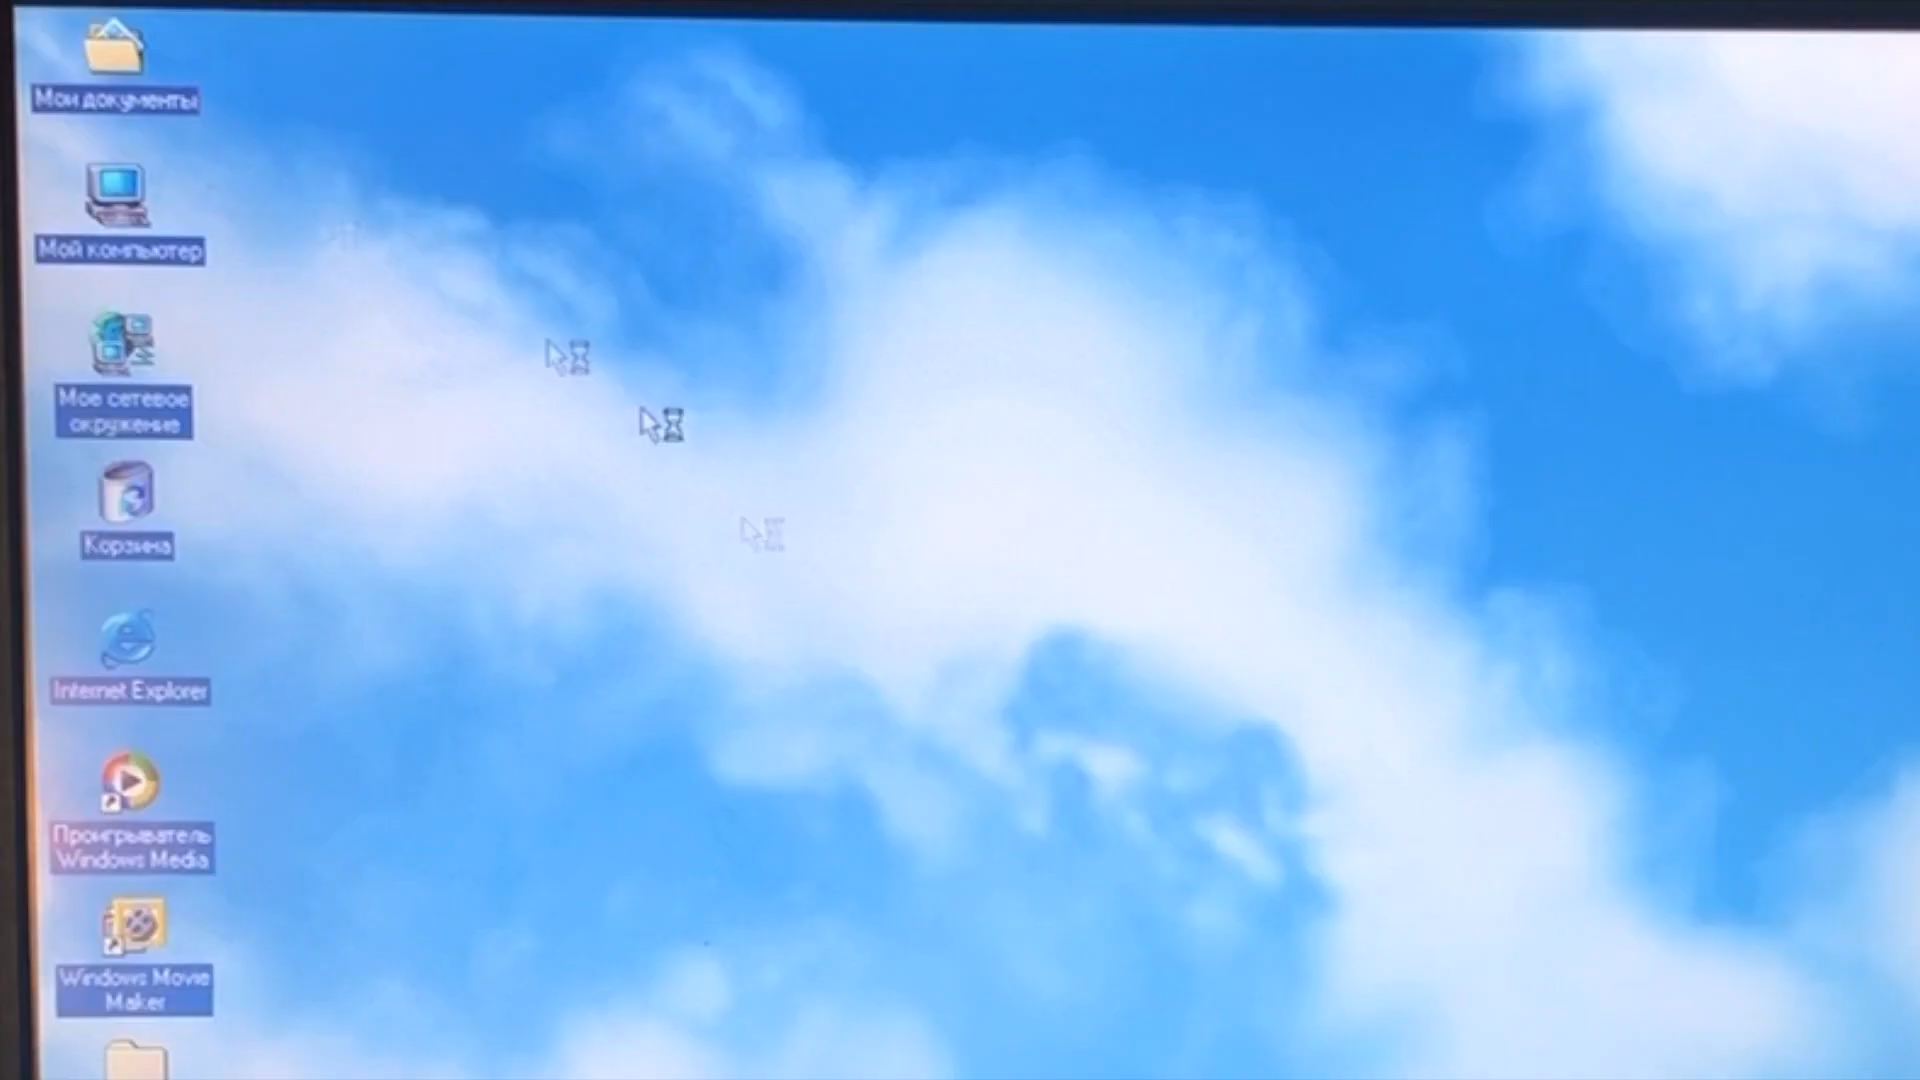 Мои документы
Мой компьютер
Мое сетевое
окружение
Корзина
Internet Explorer
Проигрыватель
Windows Media
Windows Movie
Maker